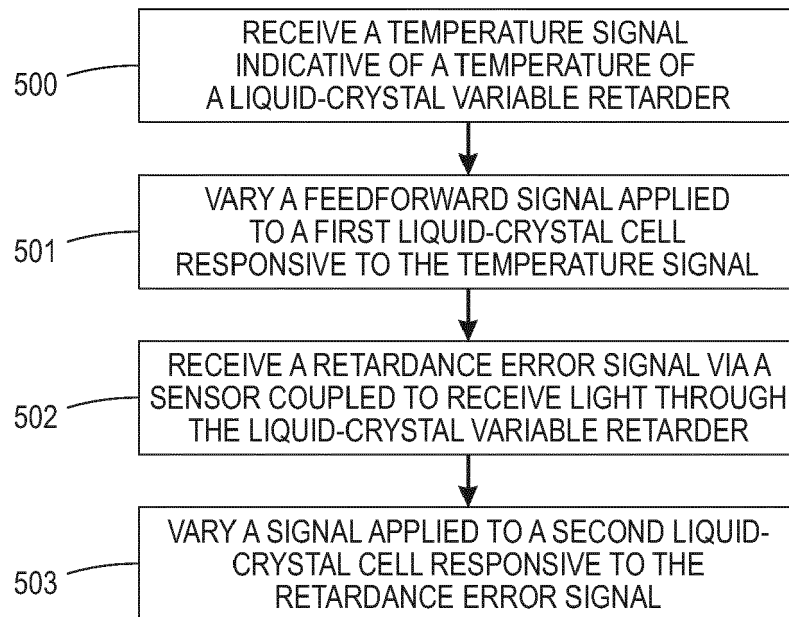 500
RECEIVE A TEMPERATURE SIGNAL
INDICATIVE OF A TEMPERATURE OF
A LIQUID-CRYSTAL VARIABLE RETARDER
501
VARY A FEEDFORWARD SIGNAL APPLIED
TO A FIRST LIQUID-CRYSTAL CELL
RESPONSIVE TO THE TEMPERATURE SIGNAL
502
RECEIVE A RETARDANCE ERROR SIGNAL VIA A
SENSOR COUPLED TO RECEIVE LIGHT THROUGH
THE LIQUID-CRYSTAL VARIABLE RETARDER
503
VARY A SIGNAL APPLIED TO A SECOND LIQUID-
CRYSTAL CELL RESPONSIVE TO THE
RETARDANCE ERROR SIGNAL